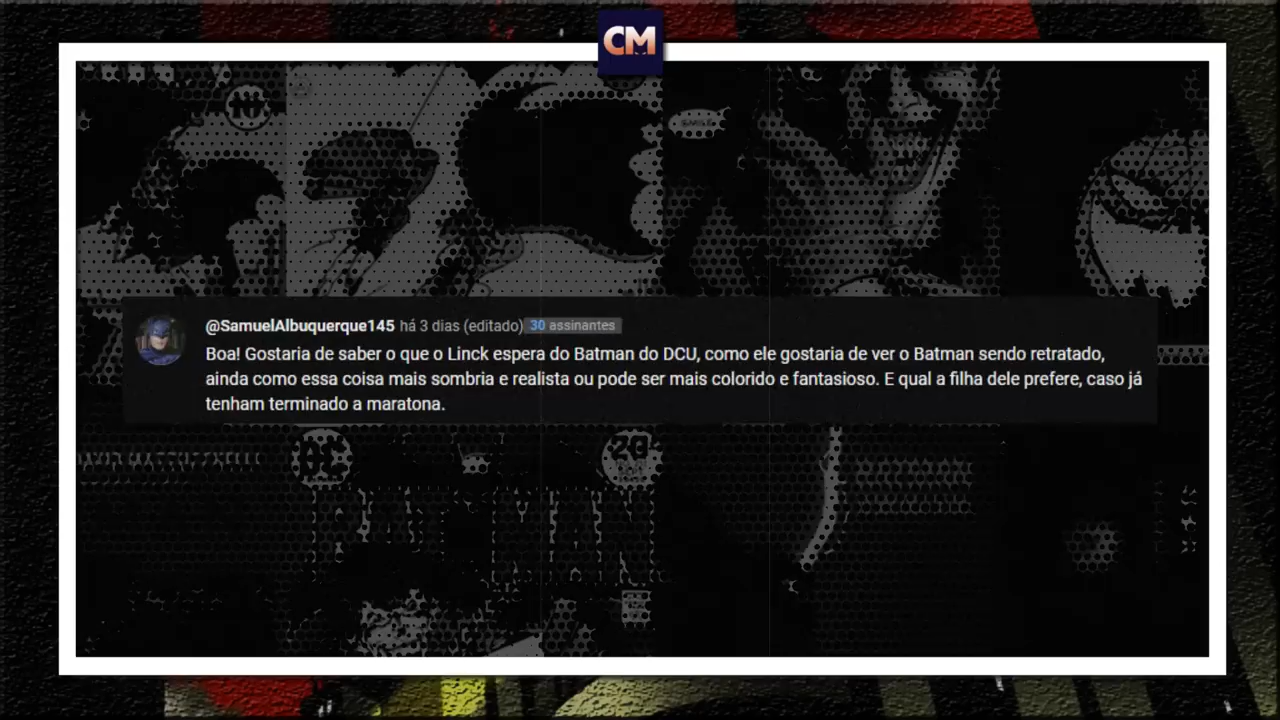 CM
@SamuelAlbuquerque145 há 3 dias (editado) 30 assinantes
Boa! Gostaria de saber o que o Linck espera do Batman do DCU, como ele gostaria de ver o Batman sendo retratado,
ainda como essa coisa mais sombria e realista ou pode ser mais colorido e fantasioso. E qual a filha dele prefere, caso já
tenham terminado a maratona.
DC
20